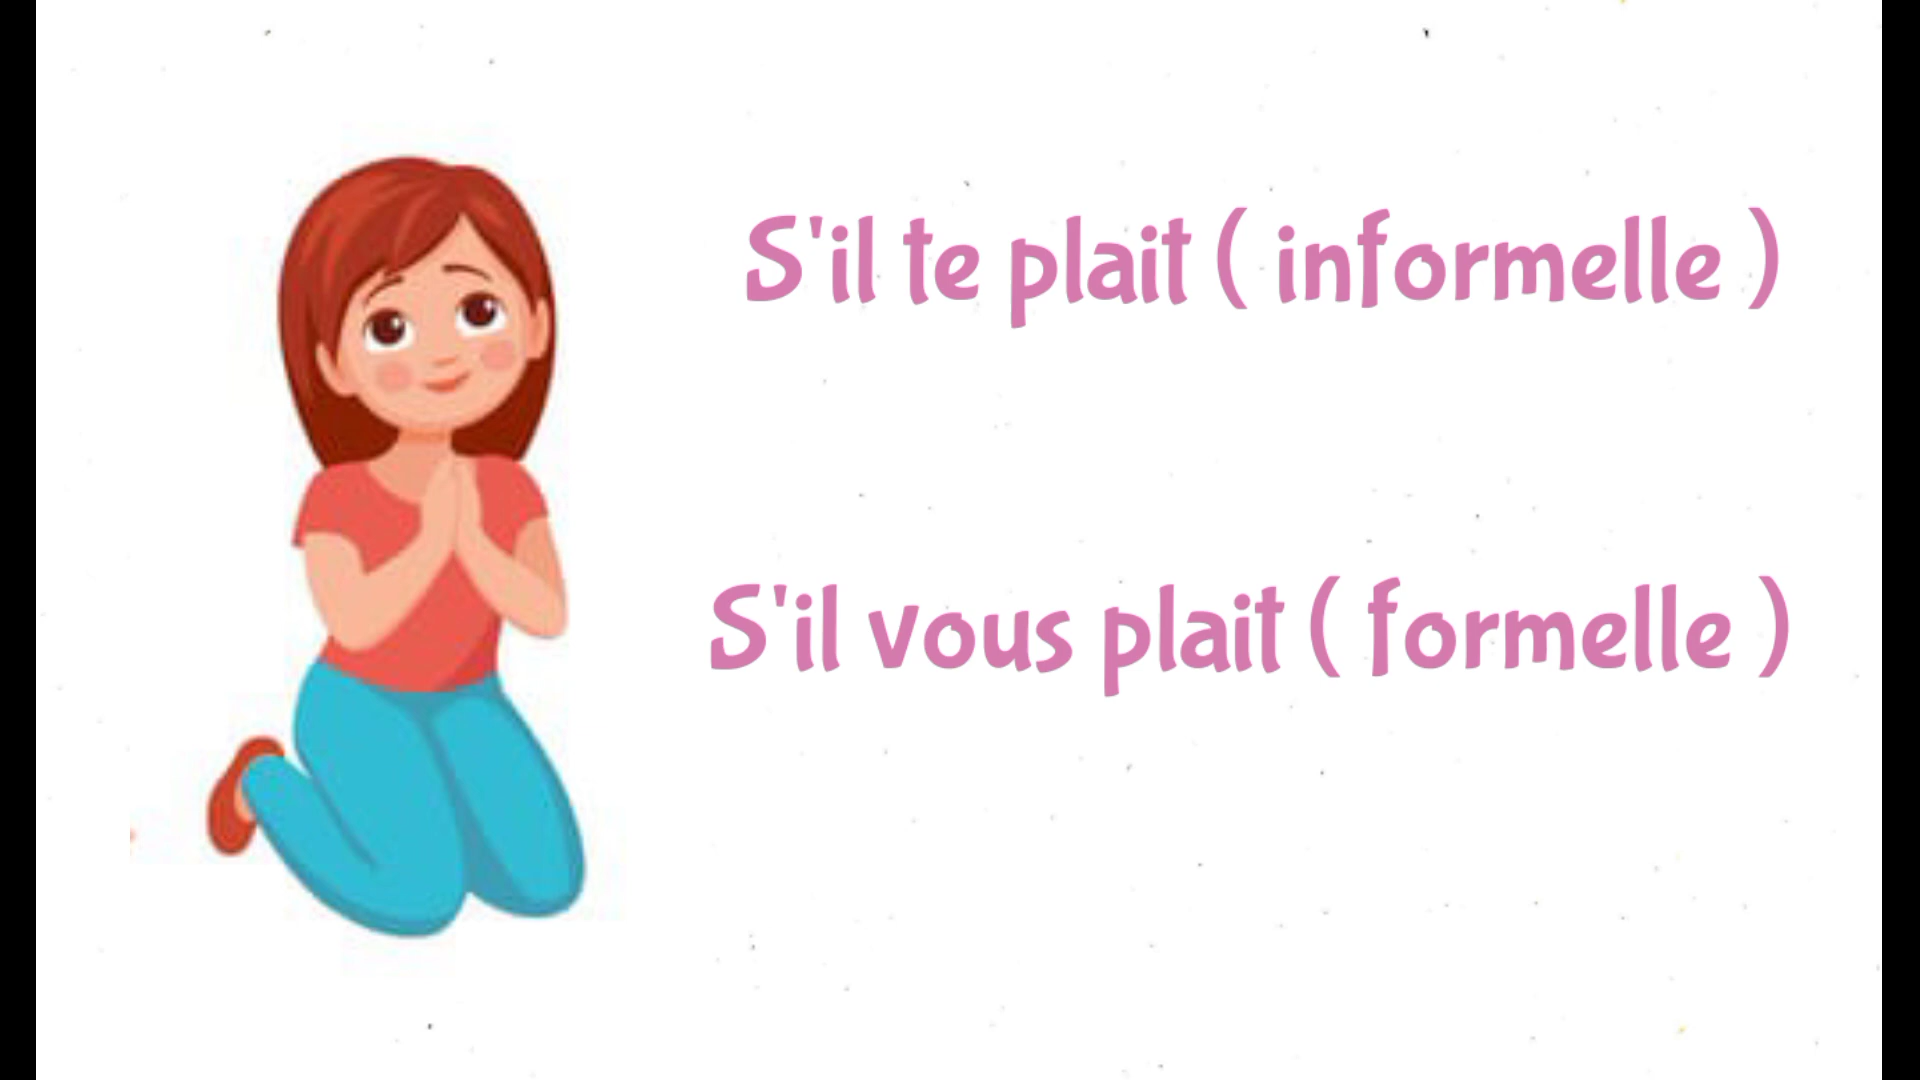 S'il te plait ( informelle )
S'il vous plait ( formelle )